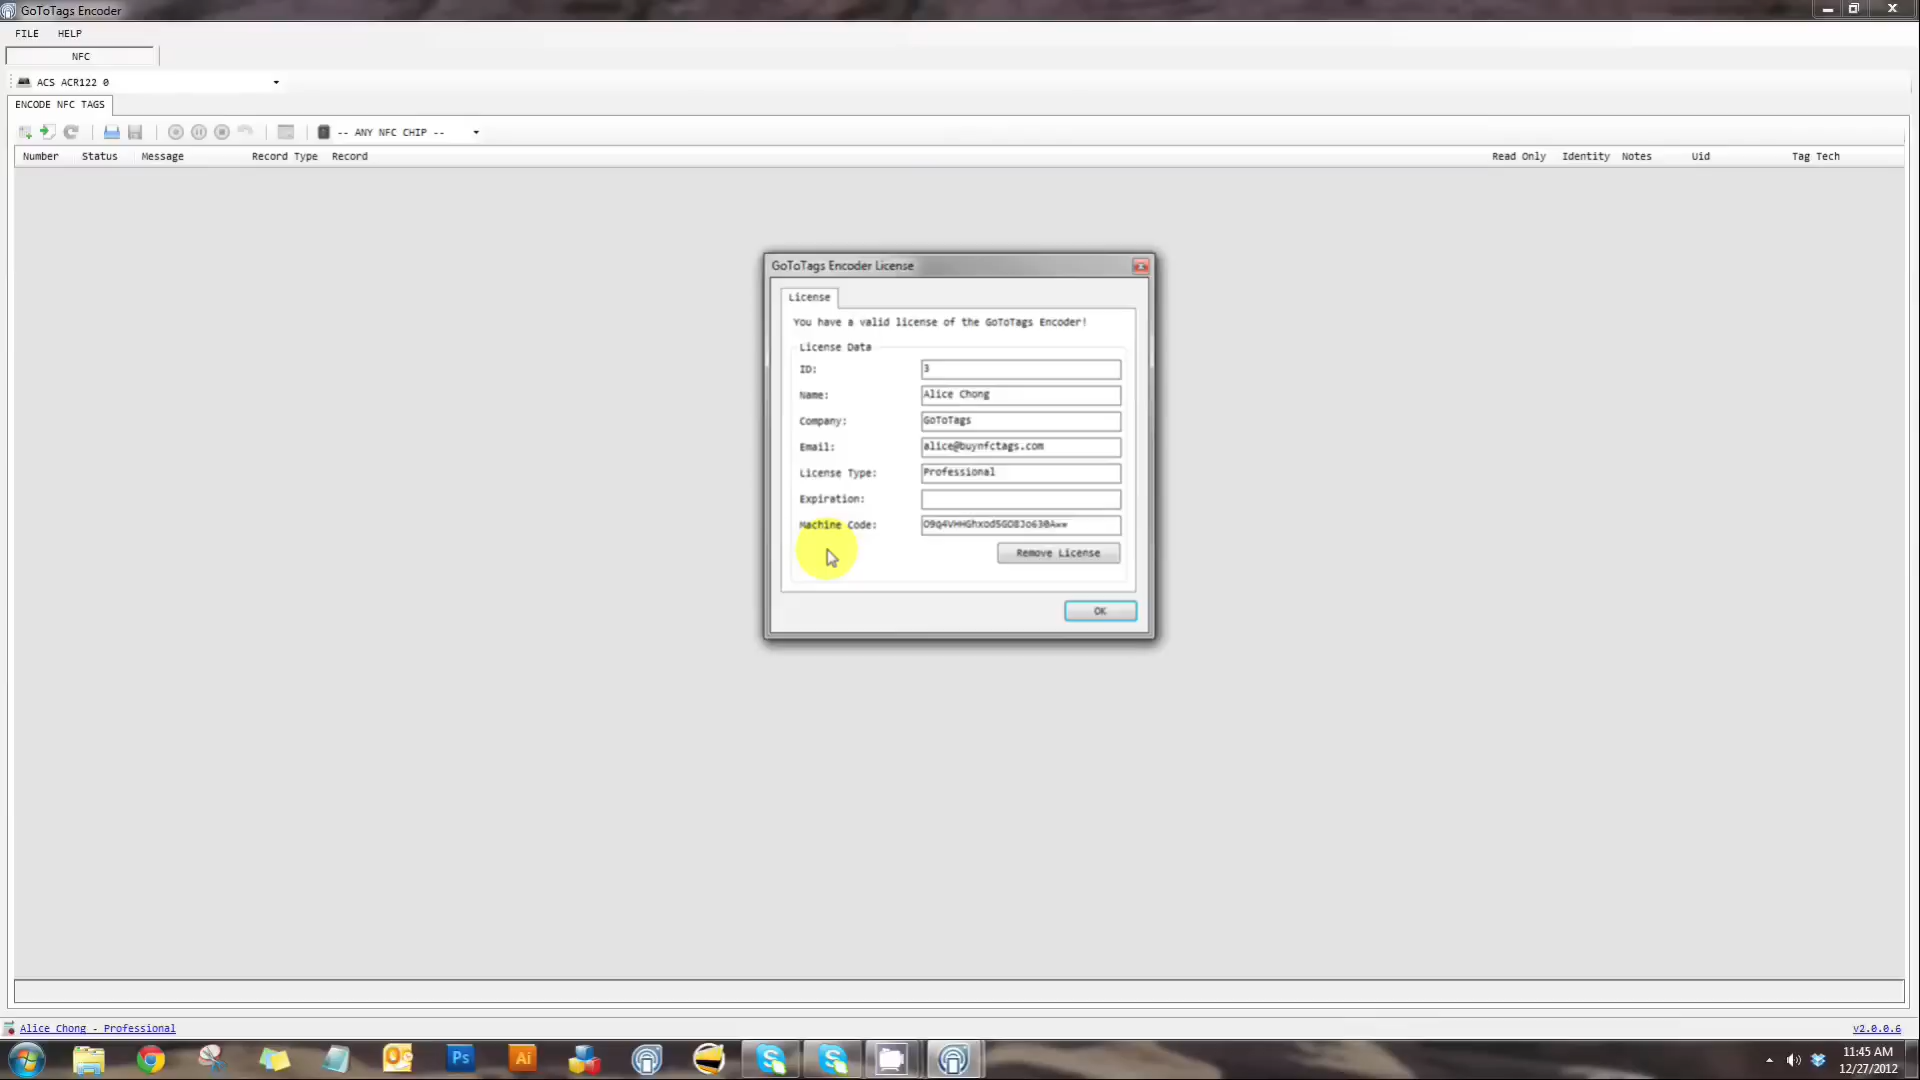 GoToTags Encoder
FILE HELP
NFC
ACS ACR122 0
ENCODE NFC TAGS
-- ANY NFC CHIP --
Number Status Message Record Type Record Read Only Identity Notes Uid Tag Tech
GoToTags Encoder License
License
You have a valid license of the GoToTags Encoder!
License Data
ID: 3
Name: Alice Chong
Company: GoToTags
Email: alice@buynfctags.com
License Type: Professional
Expiration:
Machine Code:
Remove License
OK
Alice Chong - Professional
v2.0.0.6
Ps
Ai
11:45 AM
12/27/2012